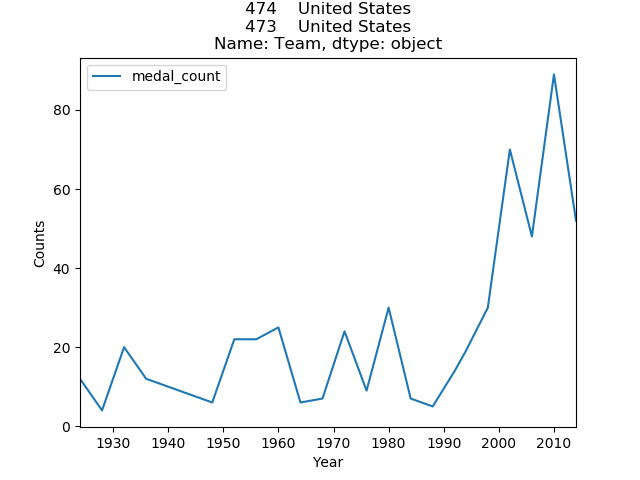 474    United States
473    United States
Name: Team, dtype: object
medal_count
Counts
80
60
40
20
0
1930 1940 1950 1960 1970 1980 1990 2000 2010
Year